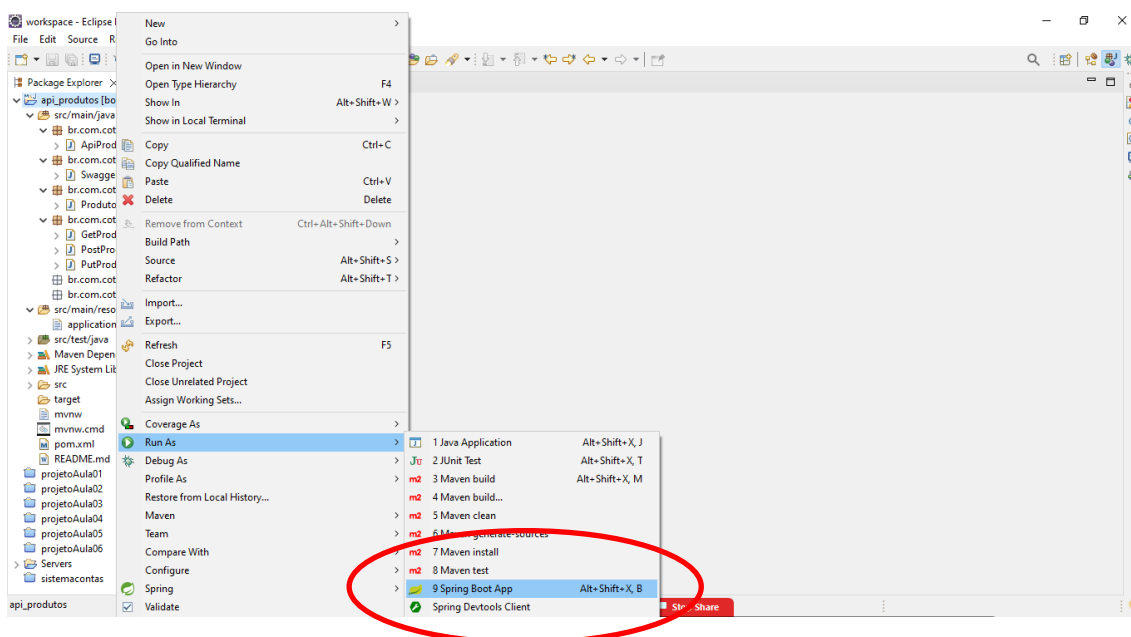 workspace - Eclipse
File Edit Source R
Package Explorer
api_produtos [bo
src/main/java
br.com.cot
ApiProd
br.com.cot
Swagge
br.com.cot
Produto
br.com.cot
GetProd
PostPro
PutProd
br.com.cot
br.com.cot
src/main/reso
application
src/test/java
Maven Depen
JRE System Lib
src
target
mvnw
mvnw.cmd
pom.xml
README.md
projetoAula01
projetoAula02
projetoAula03
projetoAula04
projetoAula05
projetoAula06
Servers
sistemacontas
api_produtos
New
Go Into
Open in New Window
Open Type Hierarchy F4
Show In Alt+Shift+W >
Show in Local Terminal
Copy Ctrl+C
Copy Qualified Name
Paste Ctrl+V
Delete Delete
Remove from Context Ctrl+Alt+Shift+Down
Build Path
Source Alt+Shift+S >
Refactor Alt+Shift+T >
Import...
Export...
Refresh F5
Close Project
Close Unrelated Project
Assign Working Sets...
Coverage As
Run As
Debug As
Profile As
Restore from Local History...
Maven
Team
Compare With
Configure
Spring
Validate
1 Java Application Alt+Shift+X, J
2 JUnit Test Alt+Shift+X, T
3 Maven build Alt+Shift+X, M
4 Maven build...
5 Maven clean
6 Maven generate-sources
7 Maven install
8 Maven test
9 Spring Boot App Alt+Shift+X, B
Spring Devtools Client
Stop Share